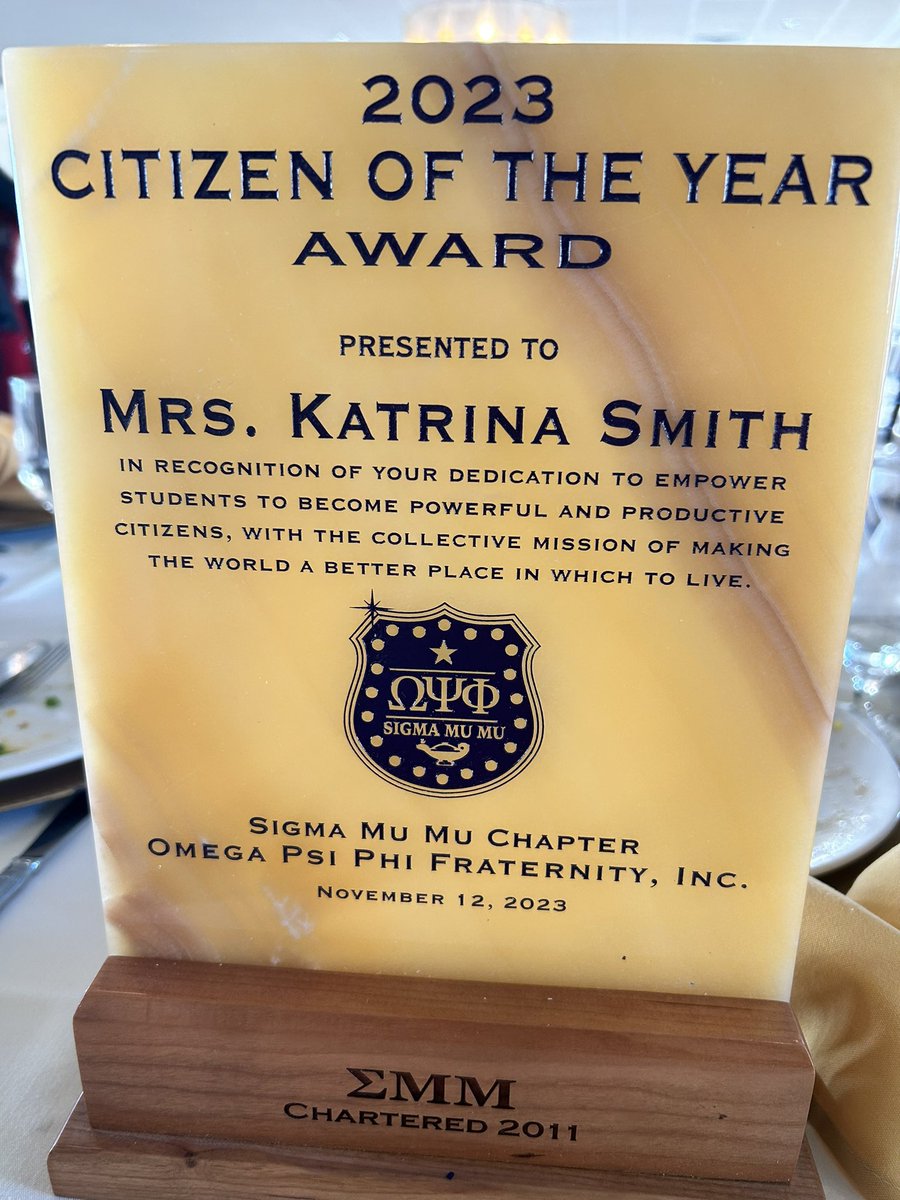 2023
CITIZEN OF THE YEAR
AWARD
PRESENTED TO
MRS. KATRINA SMITH
IN RECOGNITION OF YOUR DEDICATION TO EMPOWER
STUDENTS TO BECOME POWERFUL AND PRODUCTIVE
CITIZENS, WITH THE COLLECTIVE MISSION OF MAKING
THE WORLD A BETTER PLACE IN WHICH TO LIVE.
ΩΨΦ
SIGMA MU MU
SIGMA MU MU CHAPTER
OMEGA PSI PHI FRATERNITY, INC.
NOVEMBER 12, 2023
ΣΜΜ
CHARTERED 2011